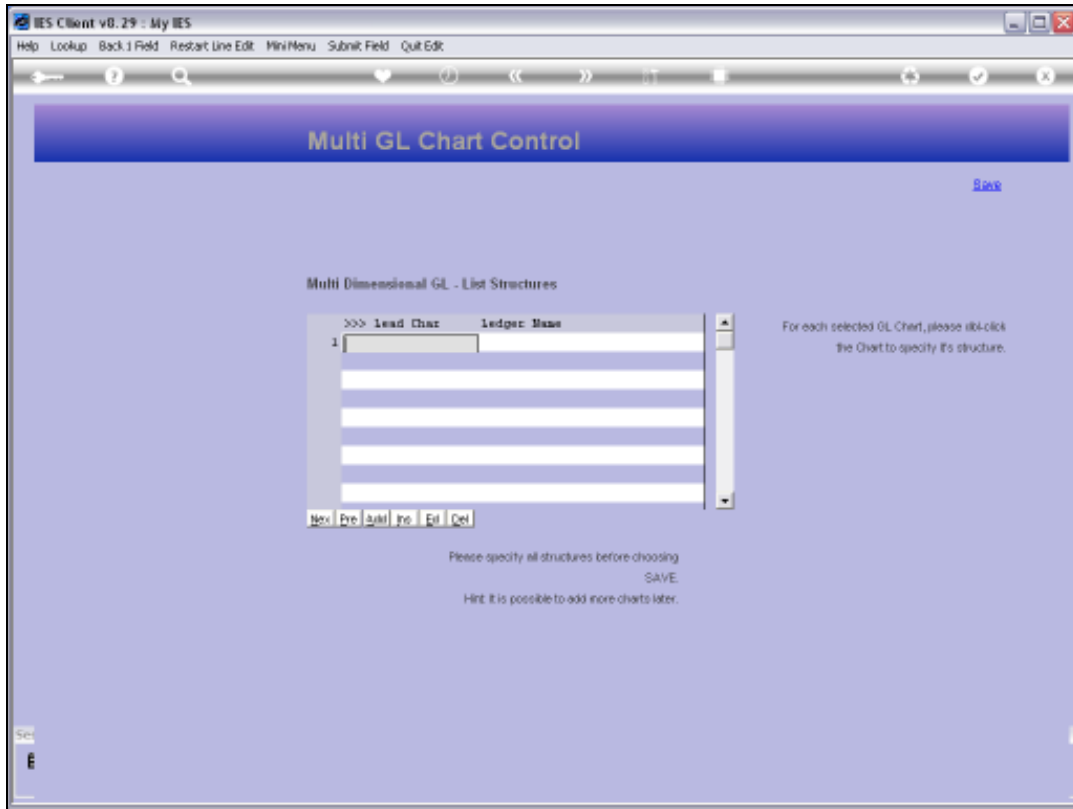 IES Client v8.29 : My IES
Help Lookup Back 1 Field Restart Line Edit MiniMenu Submit Field Quit Edit
Multi GL Chart Control
Save
Multi Dimensional GL - List Structures
>>> lead Char ledger Name
For each selected GL Chart, please dbl-click
1
the Chart to specify it's structure.
Nex Pre Add Ins Ed Del
Please specify all structures before choosing
SAVE.
Hint: It is possible to add more charts later.